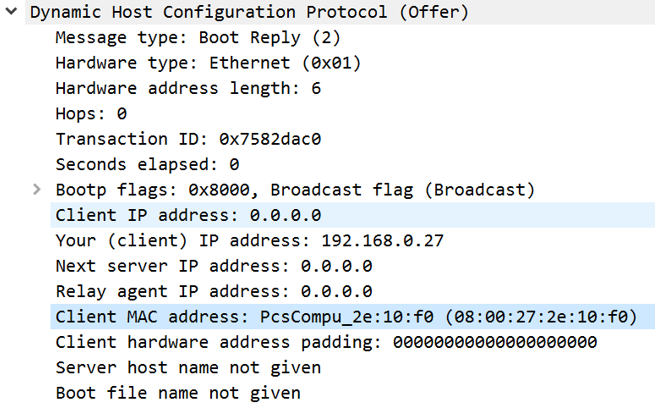 Dynamic Host Configuration Protocol (Offer)
Message type: Boot Reply (2)
Hardware type: Ethernet (0x01)
Hardware address length: 6
Hops: 0
Transaction ID: 0x7582dac0
Seconds elapsed: 0
Bootp flags: 0x8000, Broadcast flag (Broadcast)
Client IP address: 0.0.0.0
Your (client) IP address: 192.168.0.27
Next server IP address: 0.0.0.0
Relay agent IP address: 0.0.0.0
Client MAC address: PcsCompu_2e:10:f0 (08:00:27:2e:10:f0)
Client hardware address padding: 00000000000000000000
Server host name not given
Boot file name not given